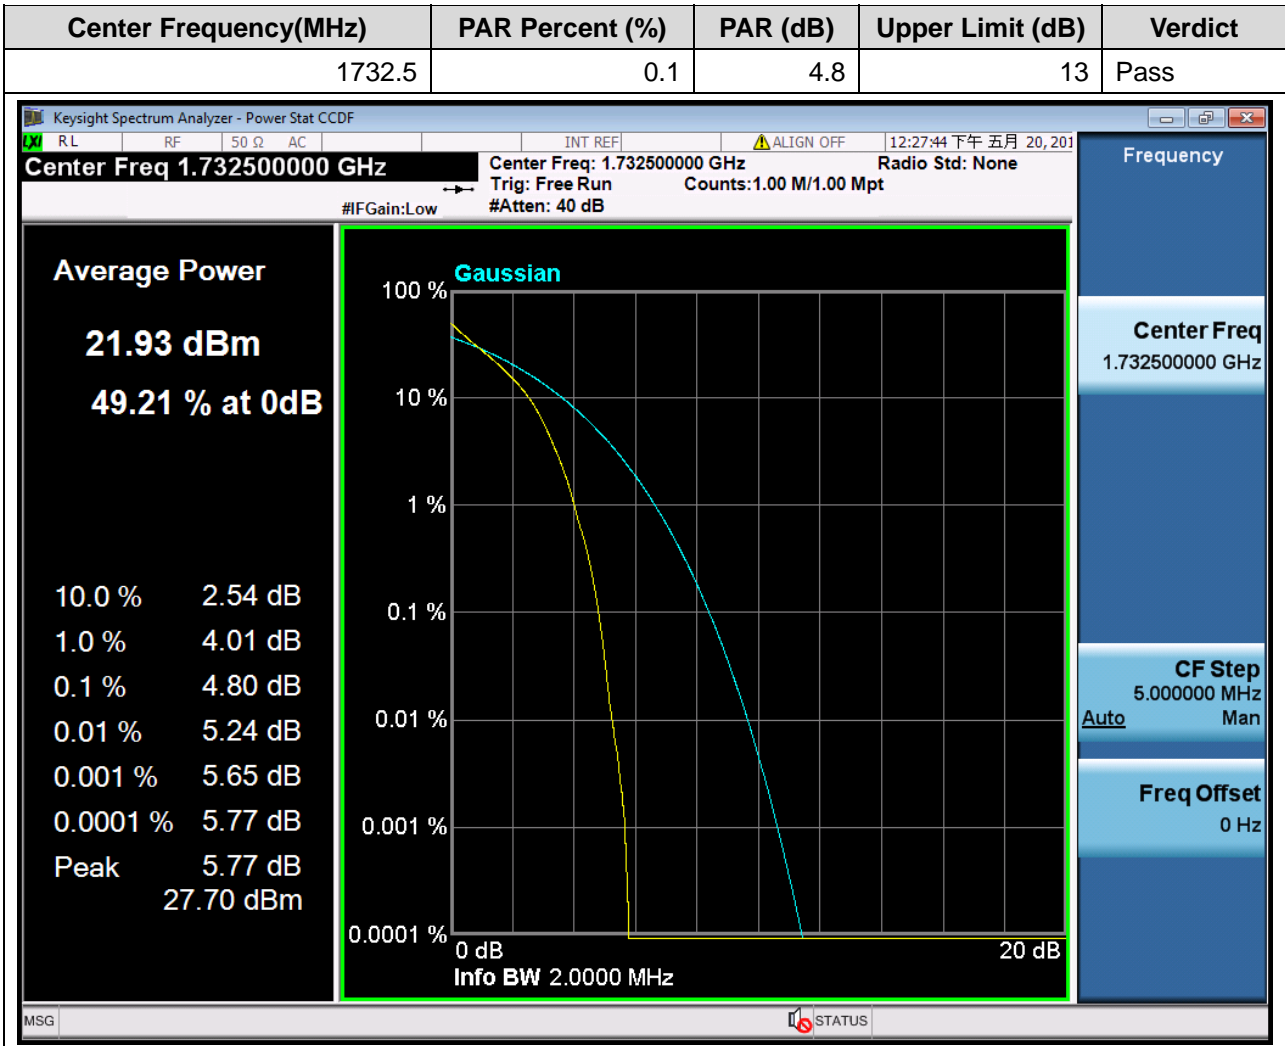 Center Frequency(MHz) PAR Percent (%) PAR (dB) Upper Limit (dB) Verdict
1732.5 0.1 4.8 13 Pass
Keysight Spectrum Analyzer - Power Stat CCDF
LXI RL RF 50 Ω AC INT REF ALIGN OFF 12:27:44 下午 五月 20, 201
Center Freq 1.732500000 GHz
Center Freq: 1.732500000 GHz Radio Std: None
Trig: Free Run Counts:1.00 M/1.00 Mpt
#IFGain:Low #Atten: 40 dB
Frequency
Average Power
21.93 dBm
49.21 % at 0dB
10.0 % 2.54 dB
1.0 % 4.01 dB
0.1 % 4.80 dB
0.01 % 5.24 dB
0.001 % 5.65 dB
0.0001 % 5.77 dB
Peak 5.77 dB
27.70 dBm
Gaussian
100 %
10 %
1 %
0.1 %
0.01 %
0.001 %
0.0001 %
0 dB 20 dB
Info BW 2.0000 MHz
Center Freq
1.732500000 GHz
CF Step
5.000000 MHz
Auto Man
Freq Offset
0 Hz
MSG STATUS